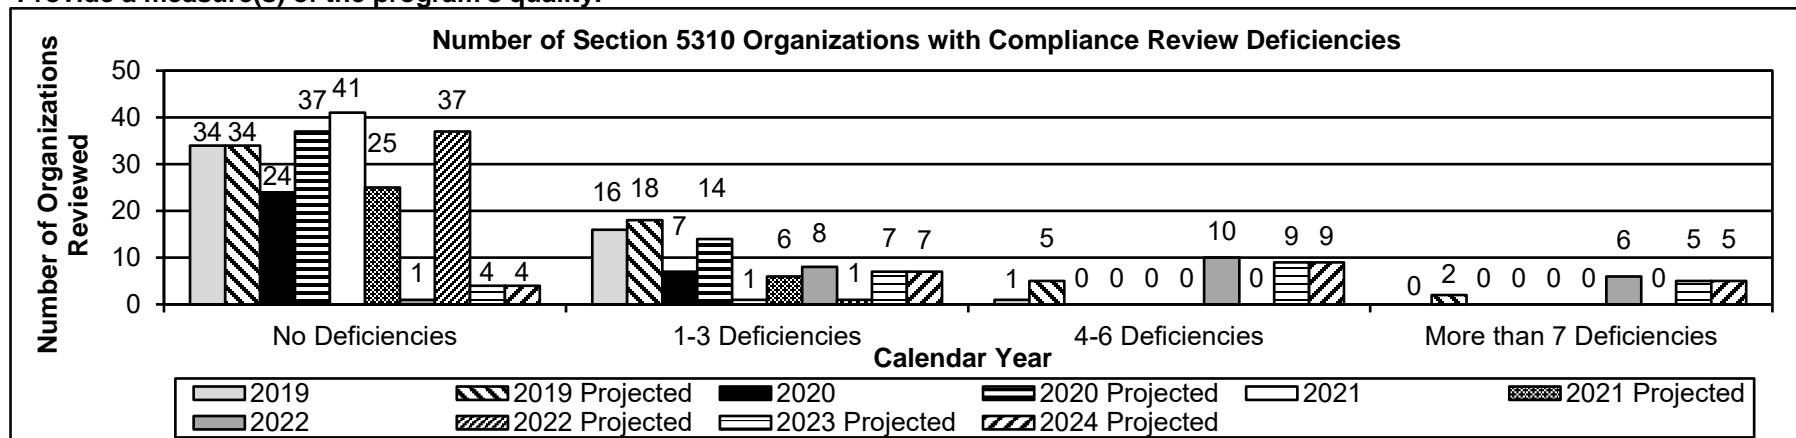 Provide a measure(s) of the program's quality.
Number of Section 5310 Organizations with Compliance Review Deficiencies
Number of Organizations
Reviewed
50
40
30
20
10
0
34 34 24 37 41 25 1 37 4 4
16 18 7 14 1 6 8 1 7 7
1 5 0 0 0 0 10 0 9 9
0 2 0 0 0 0 6 0 5 5
No Deficiencies 1-3 Deficiencies 4-6 Deficiencies More than 7 Deficiencies
Calendar Year
2019 2019 Projected 2020 2020 Projected 2021 2021 Projected
2022 2022 Projected 2023 Projected 2024 Projected